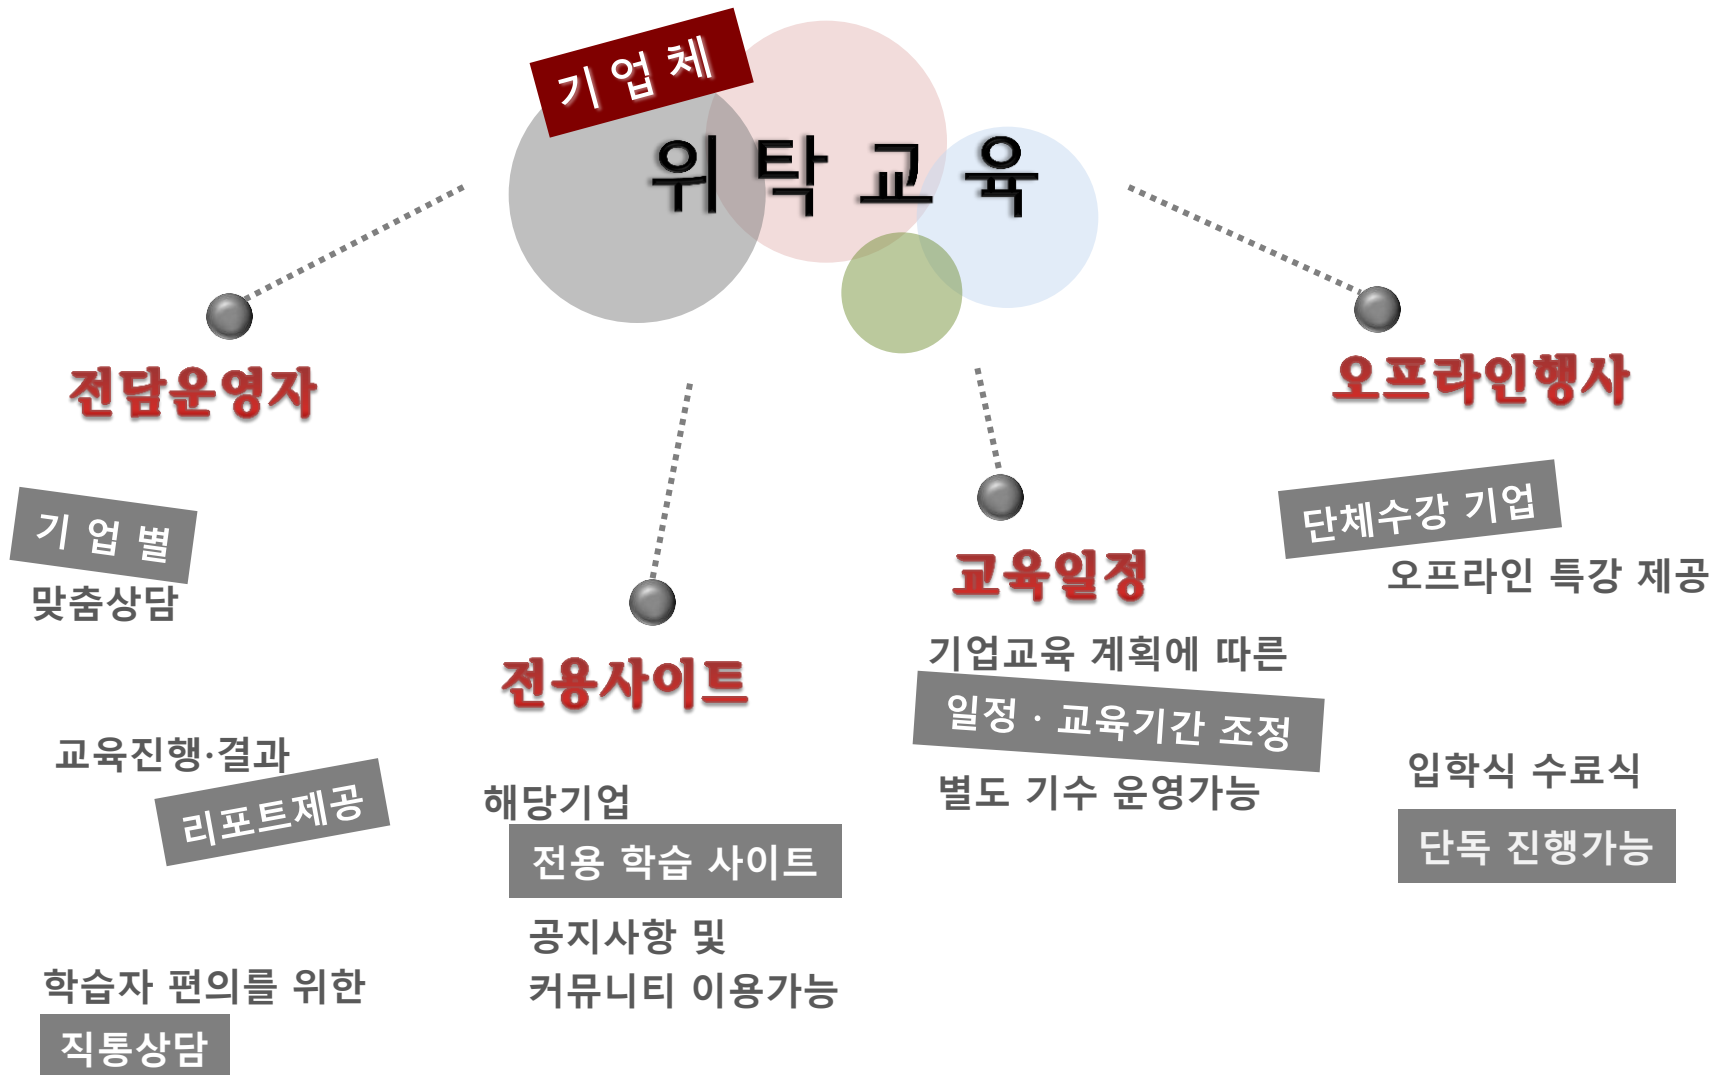 기업체
위탁교육
전담운영자
기업별
맞춤상담
교육진행·결과
리포트제공
학습자 편의를 위한
직통상담
전용사이트
해당기업
전용 학습 사이트
공지사항 및
커뮤니티 이용가능
교육일정
기업교육 계획에 따른
일정 · 교육기간 조정
별도 기수 운영가능
오프라인행사
단체수강 기업
오프라인 특강 제공
입학식 수료식
단독 진행가능